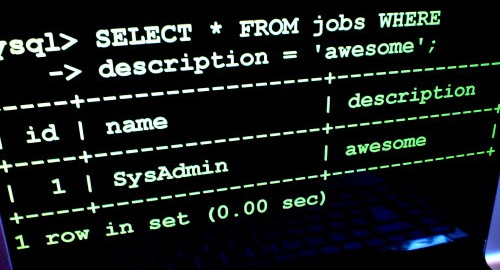 ysql> SELECT * FROM jobs WHERE
-> description = 'awesome';
-----+-----------------------+-------------+
| id | name | description
+----+-----------------------+-------------+
| 1 | SysAdmin | awesome |
+----+-----------------------+-------------+
1 row in set (0.00 sec)